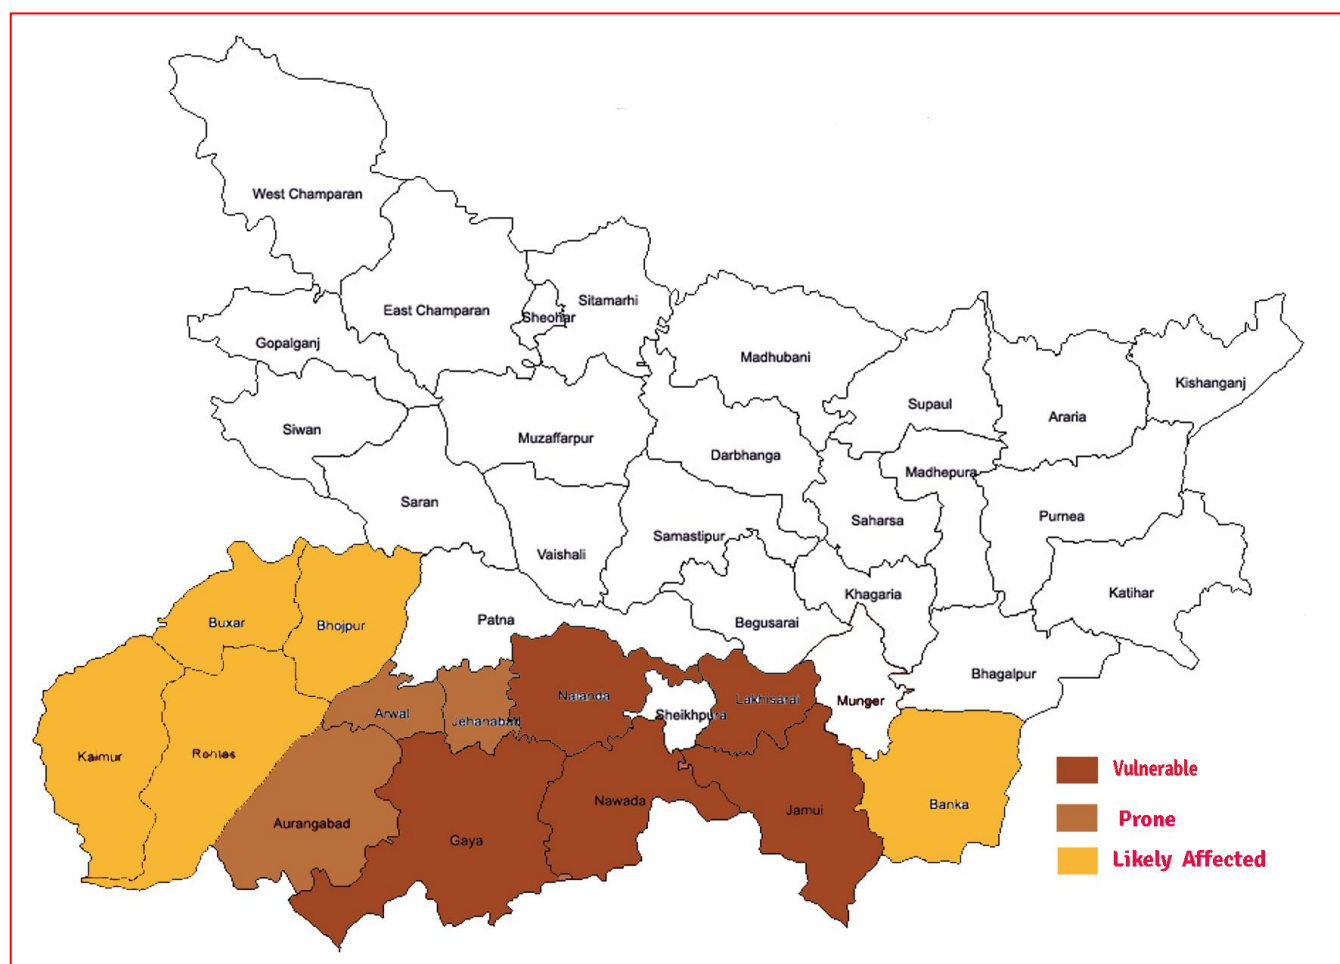 West Champaran
East Champaran
Sheohar
Sitamarhi
Gopalganj
Madhubani
Kishanganj
Siwan
Muzaffarpur
Darbhanga
Supaul
Araria
Madhepura
Saran
Vaishali
Samastipur
Saharsa
Purnea
Khagaria
Katihar
Buxar
Bhojpur
Patna
Begusarai
Bhagalpur
Arwal
Jehanabad
Nalanda
Sheikhpura
Lakhisarai
Munger
Kaimur
Rohtas
Aurangabad
Gaya
Nawada
Jamui
Banka
Vulnerable
Prone
Likely Affected